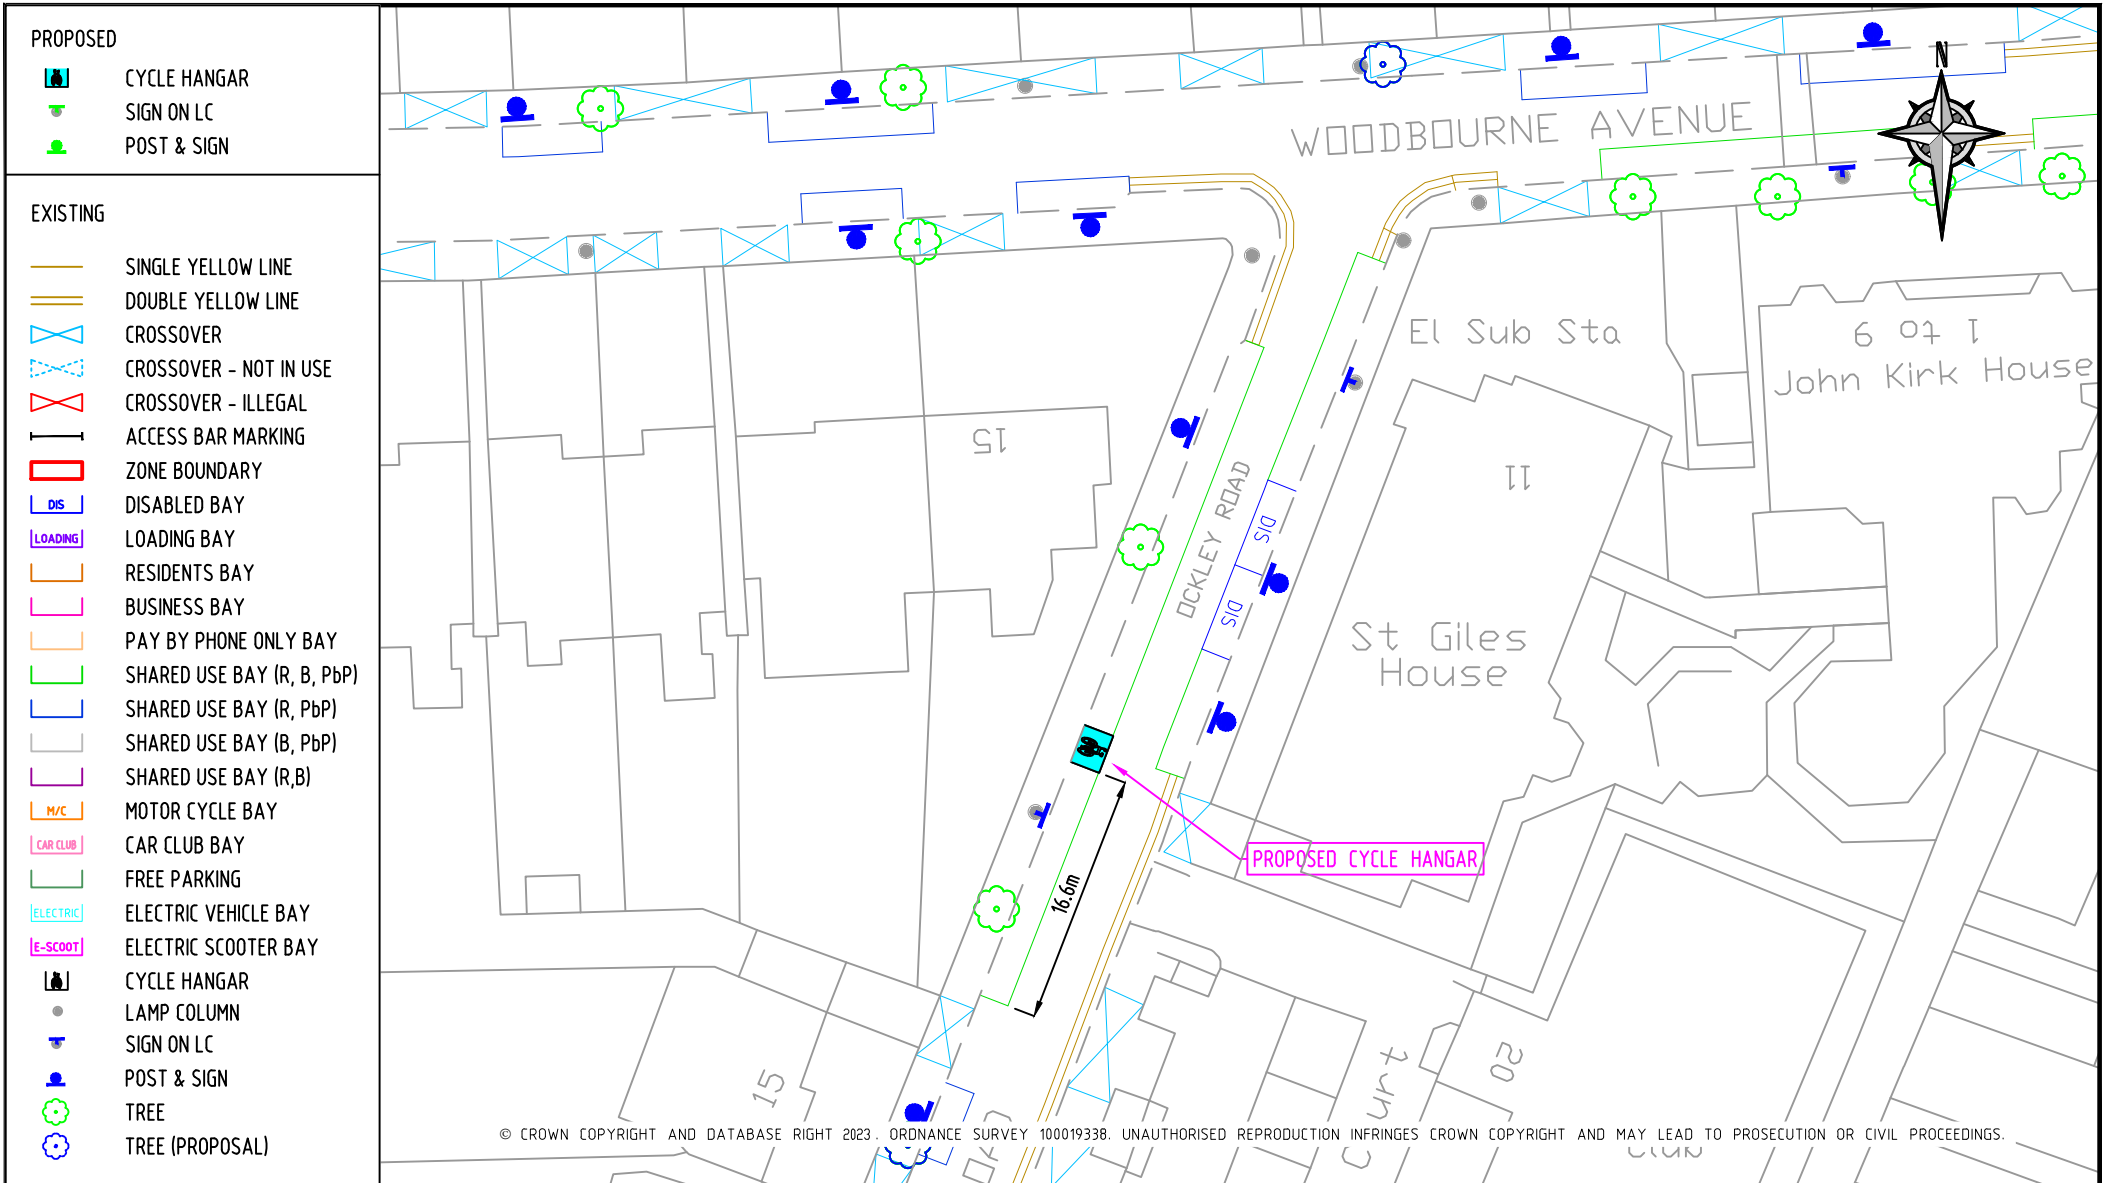 PROPOSED
CYCLE HANGAR
SIGN ON LC
POST & SIGN
EXISTING
SINGLE YELLOW LINE
DOUBLE YELLOW LINE
CROSSOVER
CROSSOVER - NOT IN USE
CROSSOVER - ILLEGAL
ACCESS BAR MARKING
ZONE BOUNDARY
DIS DISABLED BAY
LOADING LOADING BAY
RESIDENTS BAY
BUSINESS BAY
PAY BY PHONE ONLY BAY
SHARED USE BAY (R, B, PbP)
SHARED USE BAY (R, PbP)
SHARED USE BAY (B, PbP)
SHARED USE BAY (R,B)
M/C MOTOR CYCLE BAY
CAR CLUB CAR CLUB BAY
FREE PARKING
ELECTRIC ELECTRIC VEHICLE BAY
E-SCOOT ELECTRIC SCOOTER BAY
CYCLE HANGAR
LAMP COLUMN
SIGN ON LC
POST & SIGN
TREE
TREE (PROPOSAL)
N
WOODBOURNE AVENUE
El Sub Sta
1 to 9
John Kirk House
15
11
OCKLEY ROAD
DIS
DIS
St Giles
House
PROPOSED CYCLE HANGAR
16.6m
15
20
Court
© CROWN COPYRIGHT AND DATABASE RIGHT 2023. ORDNANCE SURVEY 100019338. UNAUTHORISED REPRODUCTION INFRINGES CROWN COPYRIGHT AND MAY LEAD TO PROSECUTION OR CIVIL PROCEEDINGS.
Club